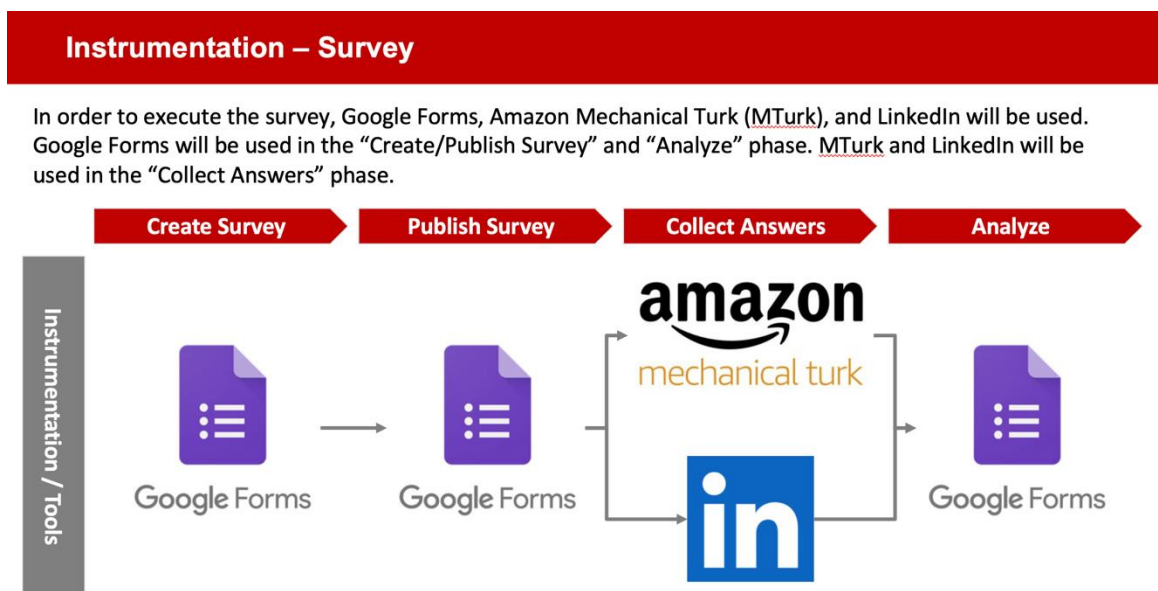 Instrumentation – Survey
In order to execute the survey, Google Forms, Amazon Mechanical Turk (MTurk), and LinkedIn will be used.
Google Forms will be used in the “Create/Publish Survey” and “Analyze” phase. MTurk and LinkedIn will be
used in the “Collect Answers” phase.
Create Survey
Publish Survey
Collect Answers
Analyze
Instrumentation / Tools
Google Forms
Google Forms
amazon
mechanical turk
in
Google Forms